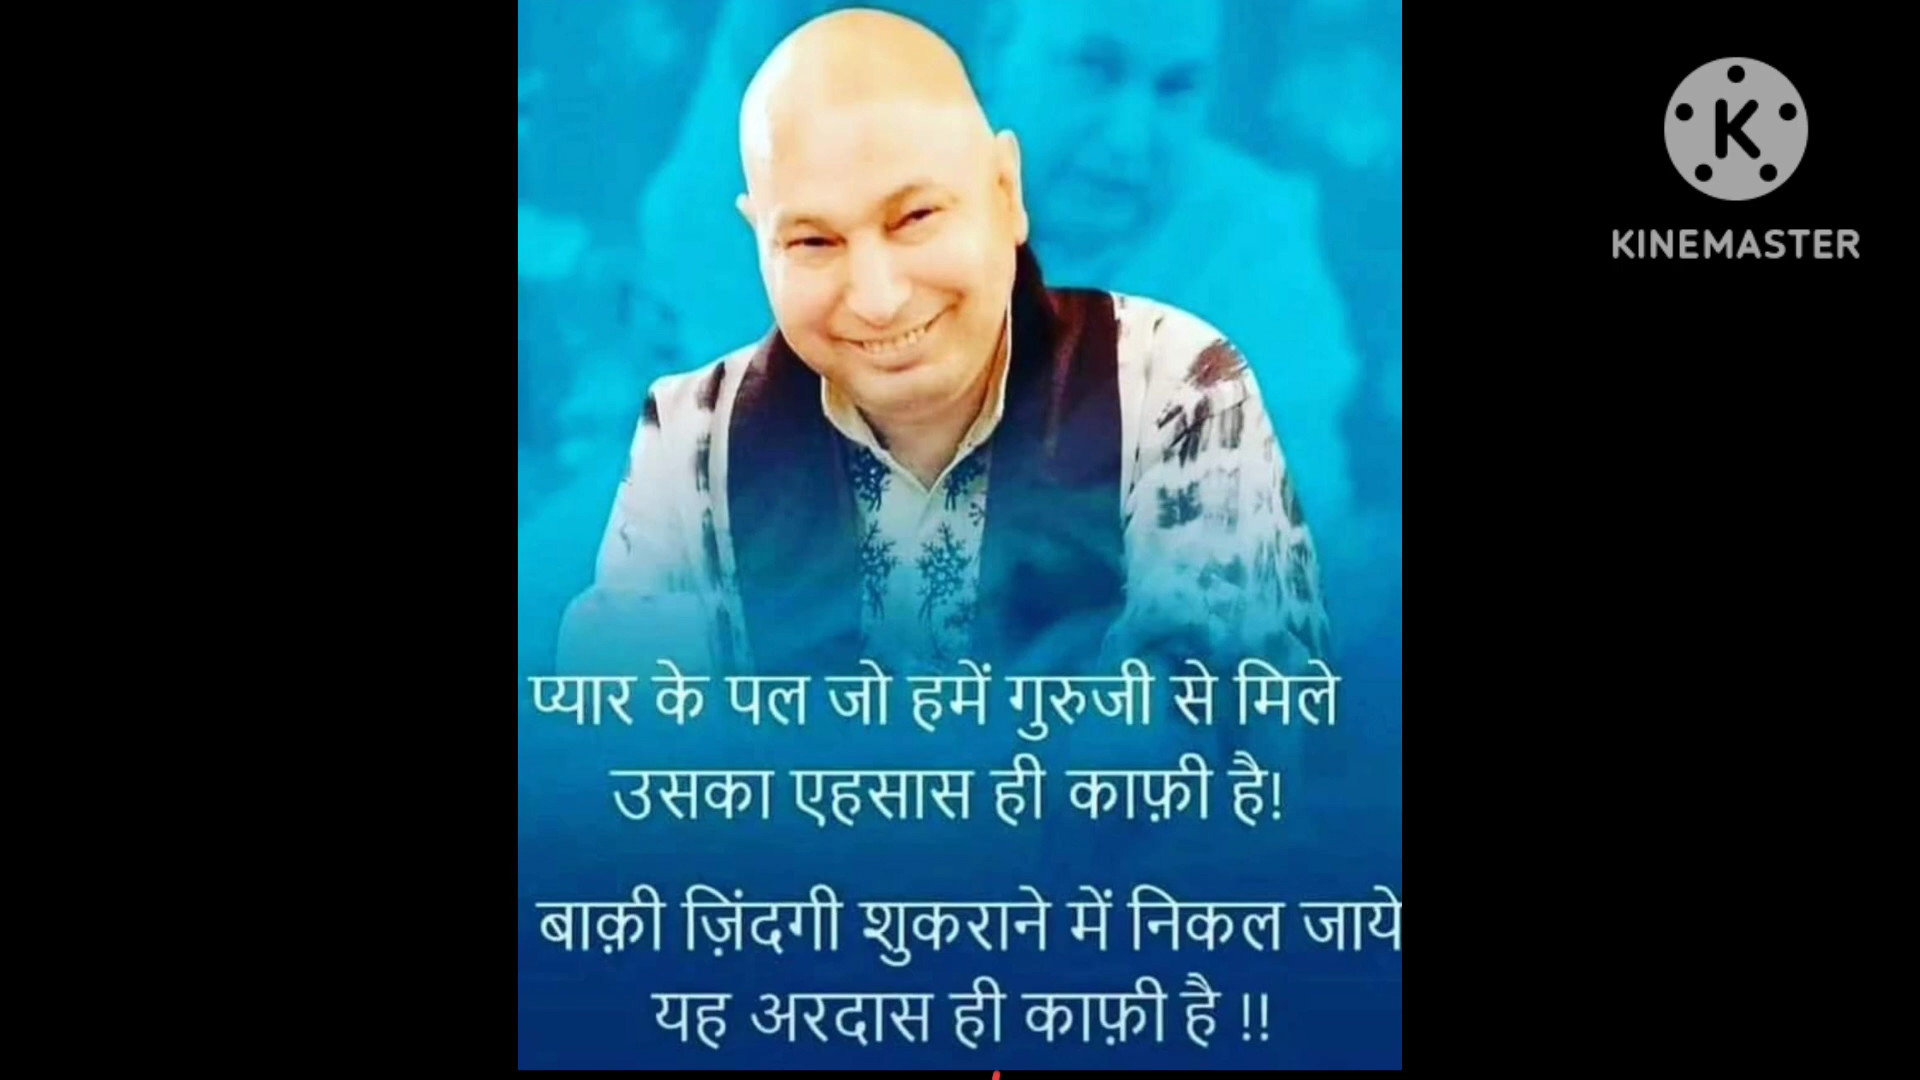 प्यार के पल जो हमें गुरुजी से मिले
उसका एहसास ही काफ़ी है!
बाक़ी ज़िंदगी शुकराने में निकल जाये
यह अरदास ही काफ़ी है !!
K
KINEMASTER